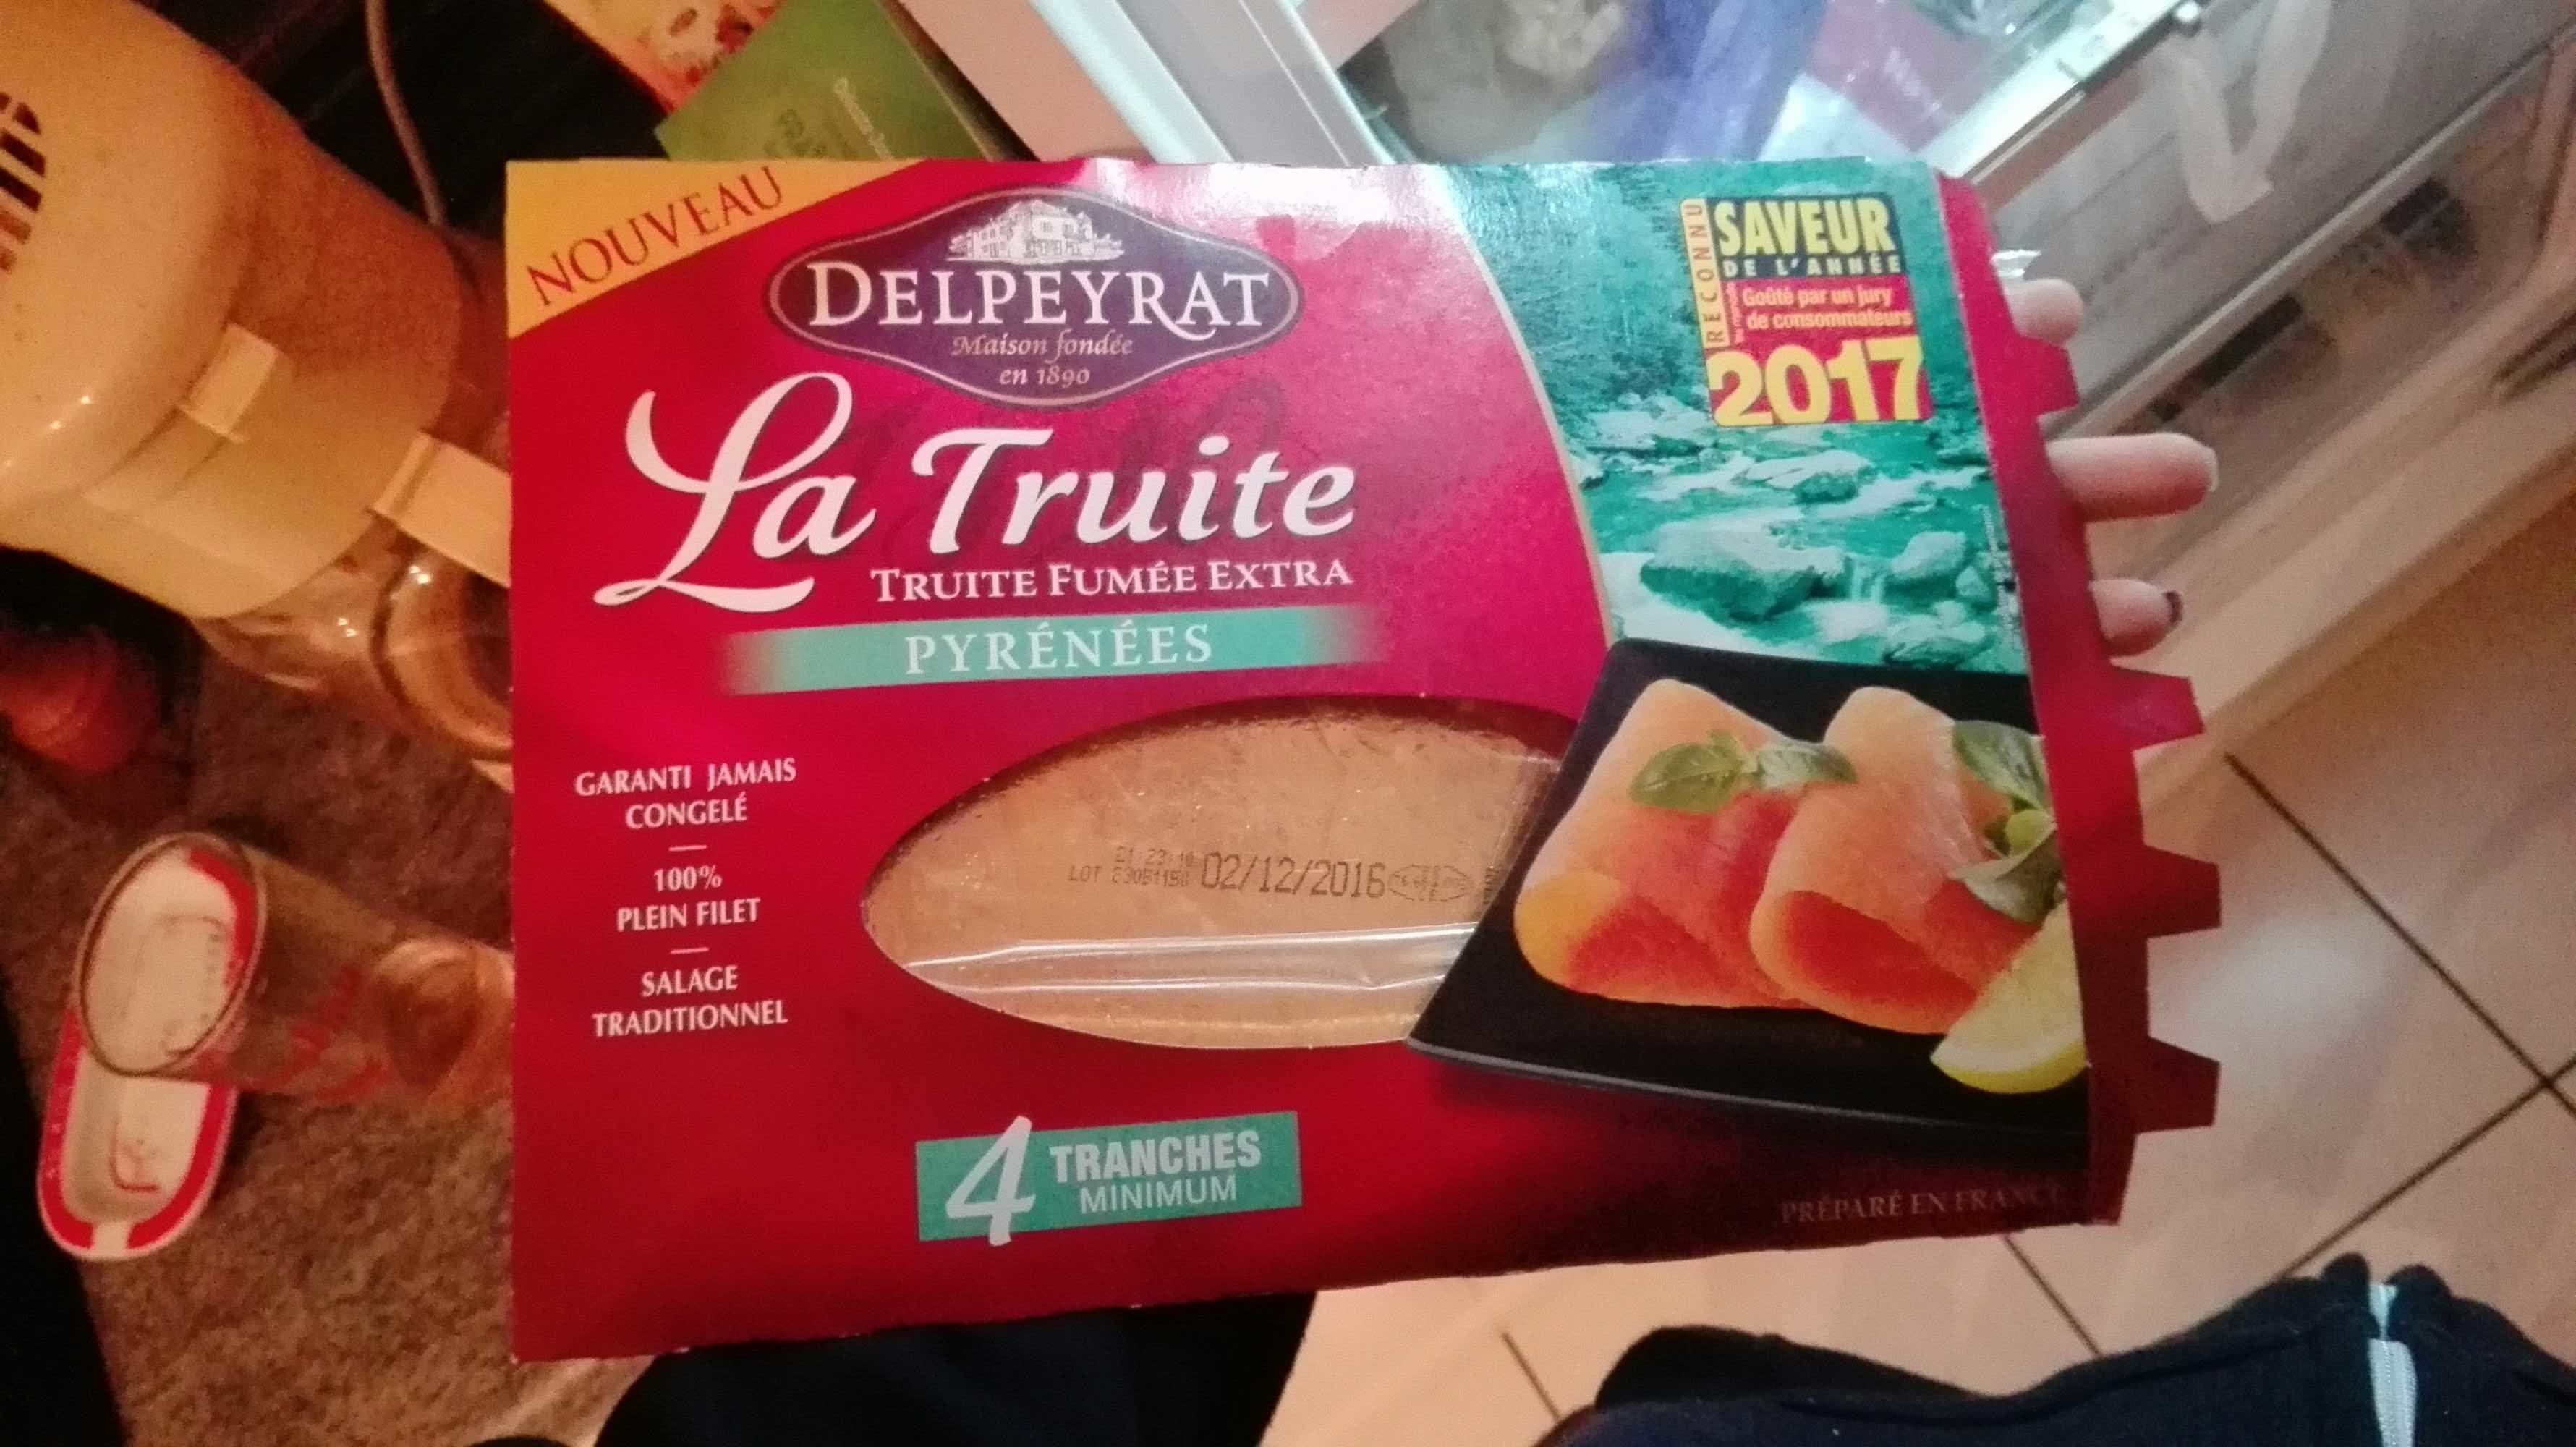 NOUVEAU
DELPEYRAT
Maison fondée
en 1890
La Truite
TRUITE FUMÉE EXTRA
PYRÉNÉES
RECONNU
SAVEUR
DE L'ANNÉE
Goûté par un jury
de consommateurs
2017
GARANTI JAMAIS
CONGELÉ
100%
PLEIN FILET
SALAGE
TRADITIONNEL
LOT
02/12/2016
4 TRANCHES
MINIMUM
PRÉPARÉ EN FRANCE